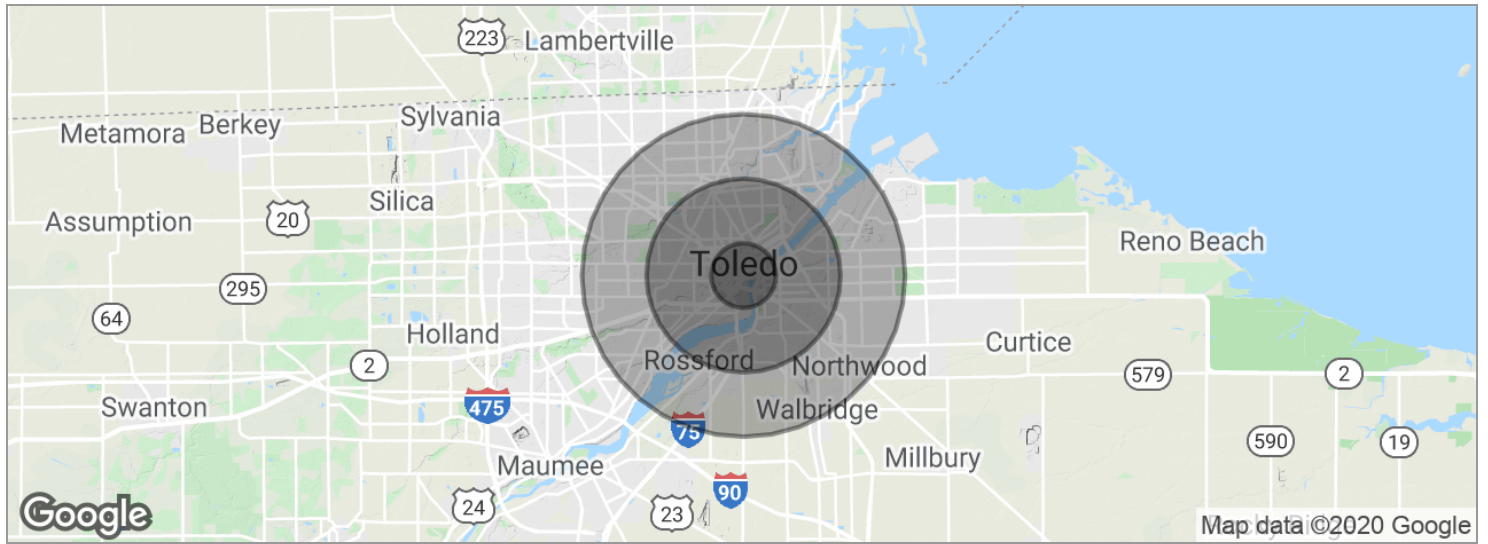 223
Lambertville
Sylvania
Berkey
Metamora
Silica
20
Assumption
Reno Beach
Toledo
295
64
Holland
Curtice
Rossford
Northwood
2
579
2
475
Swanton
Walbridge
75
590
19
Maumee
Millbury
90
24
23
Google
Map data ©2020 Google